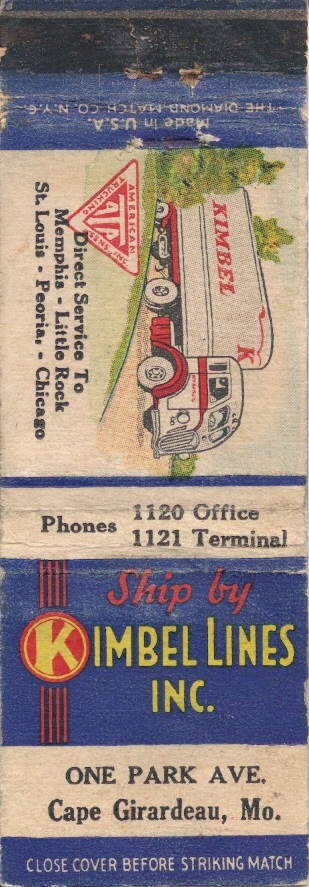 Made in U.S.A.
THE DIAMOND MATCH CO. N.Y.C.
AMERICAN
TRUCKING
ATA
ASSNS. INC.
KIMBEL
K
Direct Service To
Memphis - Little Rock
St. Louis - Peoria, - Chicago
Phones 1120 Office
1121 Terminal
Ship by
KIMBEL LINES
INC.
ONE PARK AVE.
Cape Girardeau, Mo.
CLOSE COVER BEFORE STRIKING MATCH